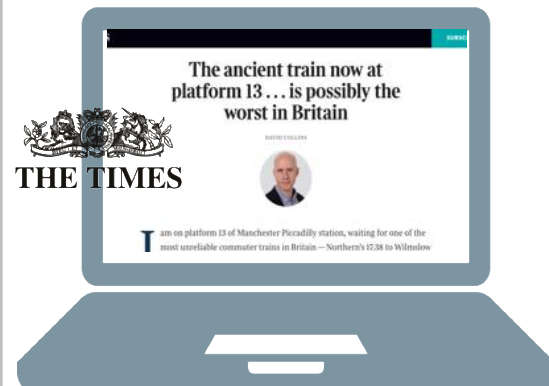 SUBSC
The ancient train now at
platform 13 . . . is possibly the
worst in Britain
DAVID COLLINS
THE TIMES
I am on platform 13 of Manchester Piccadilly station, waiting for one of the
most unreliable commuter trains in Britain — Northern's 17.38 to Wilmslow